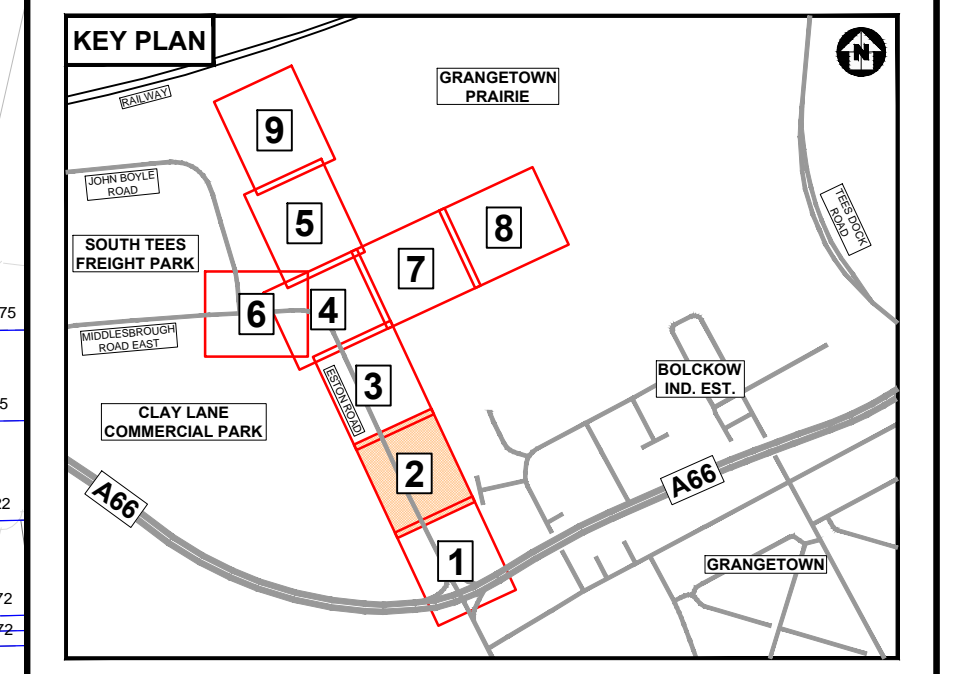 KEY PLAN
N
GRANGETOWN
PRAIRIE
RAILWAY
9
JOHN BOYLE
ROAD
5
8
TEES DOCK
ROAD
SOUTH TEES
FREIGHT PARK
7
75
6
4
MIDDLESBROUGH
ROAD EAST
3
ESTON ROAD
BOLCKOW
IND. EST.
5
CLAY LANE
COMMERCIAL PARK
2
A66
A66
22
1
GRANGETOWN
72
72